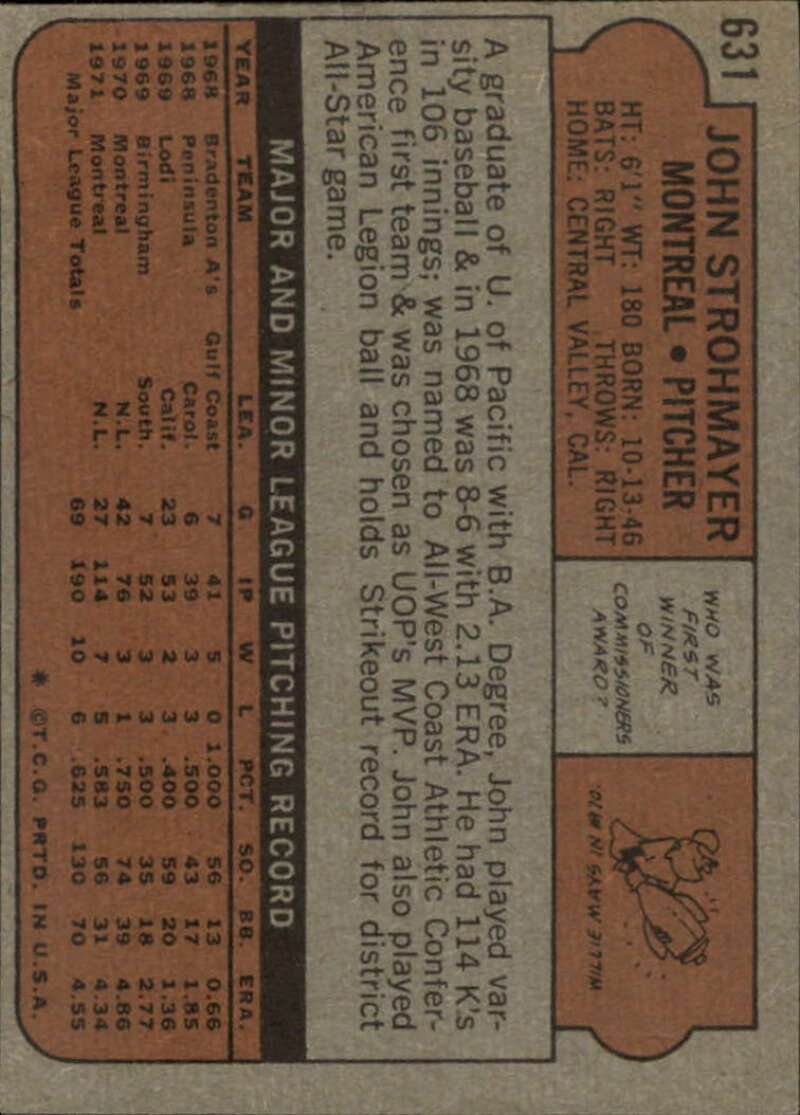 631
JOHN STROHMAYER
MONTREAL • PITCHER
HT: 6'1" WT: 180 BORN: 10-13-46
BATS: RIGHT THROWS: RIGHT
HOME: CENTRAL VALLEY, CAL.
WHO WAS
FIRST
WINNER
OF
COMMISSIONERS
AWARD?
WILLIE MAYS IN 1970.
A graduate of U. of Pacific with B.A. Degree, John played var-
sity baseball & in 1968 was 8-6 with 2.13 ERA. He had 114 K's
in 106 innings; was named to All-West Coast Athletic Confer-
ence first team & was chosen as UOP's MVP. John also played
American Legion ball and holds Strikeout record for district
All-Star game.
MAJOR AND MINOR LEAGUE PITCHING RECORD
YEAR TEAM LEA. G IP W L PCT. SO. BB. ERA.
1968 Bradenton A's Gulf Coast 7 41 5 0 1.000 56 13 0.66
1968 Peninsula Carol. 6 39 3 3 .500 43 17 1.85
1969 Lodi Calif. 23 53 2 3 .400 59 20 1.36
1969 Birmingham South. 7 52 3 3 .500 35 18 2.77
1970 Montreal N.L. 42 76 3 1 .750 74 39 4.86
1971 Montreal N.L. 27 114 7 5 .583 56 31 4.34
Major League Totals 69 190 10 6 .625 130 70 4.55
* ©T.C.G. PRTD. IN U.S.A.